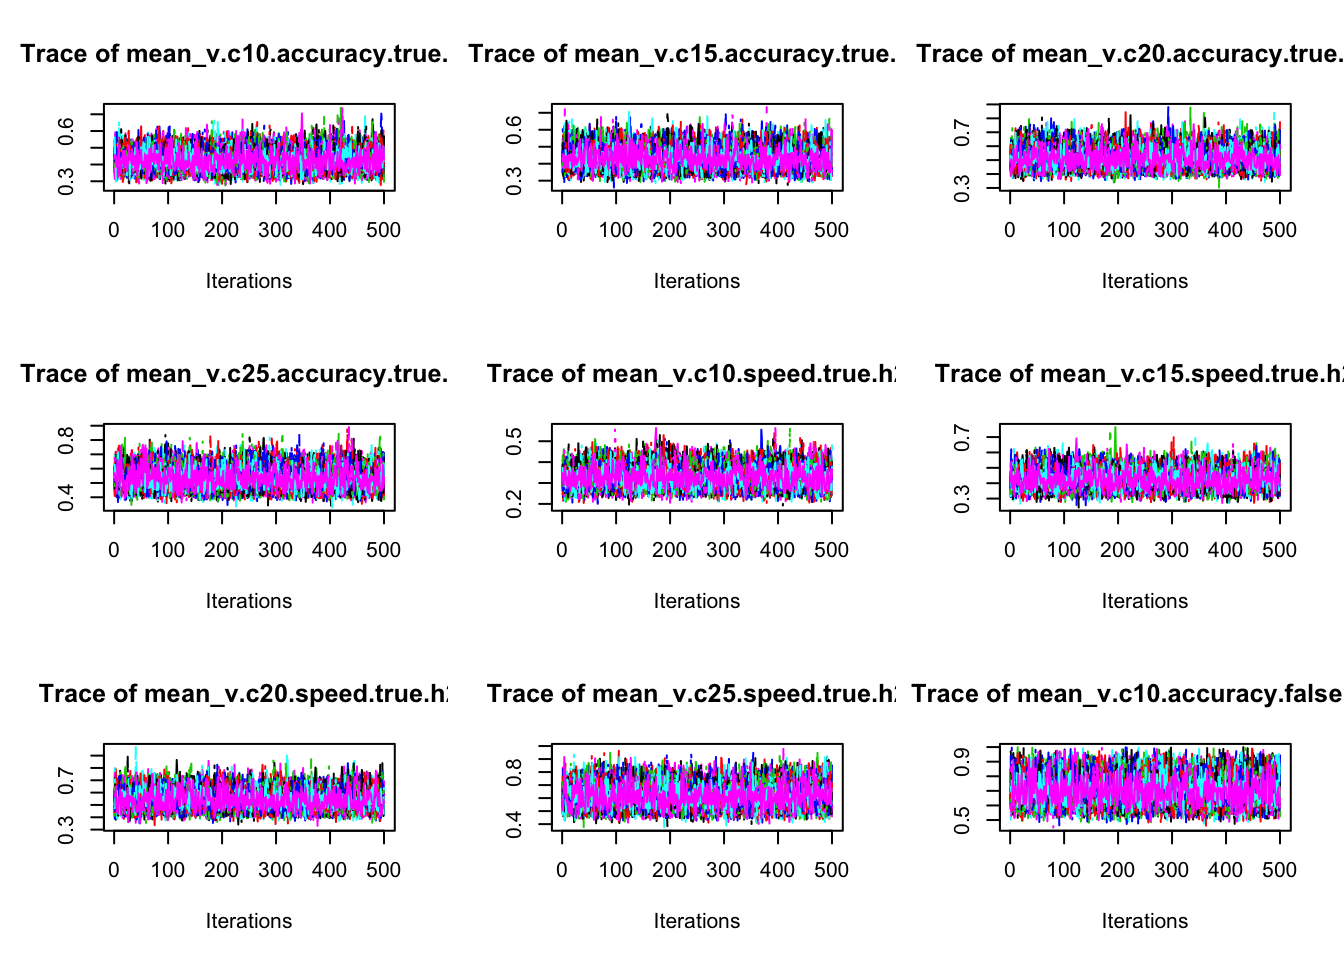 Trace of mean_v.c10.accuracy.true. Trace of mean_v.c15.accuracy.true. Trace of mean_v.c20.accuracy.true.
0.6 0.6 0.7
0.3 0.3 0.3
0 100 200 300 400 500 0 100 200 300 400 500 0 100 200 300 400 500
Iterations Iterations Iterations
Trace of mean_v.c25.accuracy.true. Trace of mean_v.c10.speed.true.h Trace of mean_v.c15.speed.true.h
0.8 0.5 0.7
0.4 0.2 0.3
0 100 200 300 400 500 0 100 200 300 400 500 0 100 200 300 400 500
Iterations Iterations Iterations
Trace of mean_v.c20.speed.true.h Trace of mean_v.c25.speed.true.h Trace of mean_v.c10.accuracy.false
0.7 0.8 0.9
0.3 0.4 0.5
0 100 200 300 400 500 0 100 200 300 400 500 0 100 200 300 400 500
Iterations Iterations Iterations